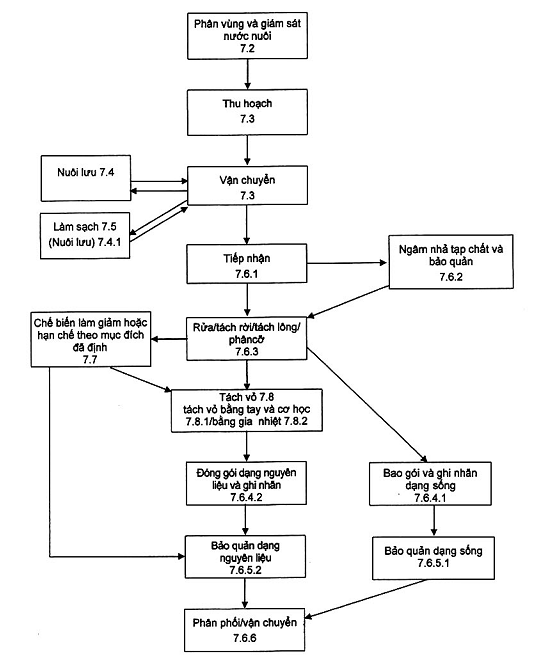 Phân vùng và giám sát
nước nuôi
7.2
Thu hoạch
7.3
Nuôi lưu 7.4
Vận chuyển
7.3
Làm sạch 7.5
(Nuôi lưu) 7.4.1
Tiếp nhận
7.6.1
Ngâm nhả tạp chất và
bảo quản
7.6.2
Chế biến làm giảm hoặc
hạn chế theo mục đích
đã định
7.7
Rửa/tách rời/tách lông/
phâncỡ
7.6.3
Tách vỏ 7.8
tách vỏ bằng tay và cơ học
7.8.1/bằng gia nhiệt 7.8.2
Đóng gói dạng nguyên
liệu và ghi nhãn
7.6.4.2
Bao gói và ghi nhãn
dạng sống
7.6.4.1
Bảo quản dạng
nguyên liệu
7.6.5.2
Bảo quản dạng sống
7.6.5.1
Phân phối/vận chuyển
7.6.6